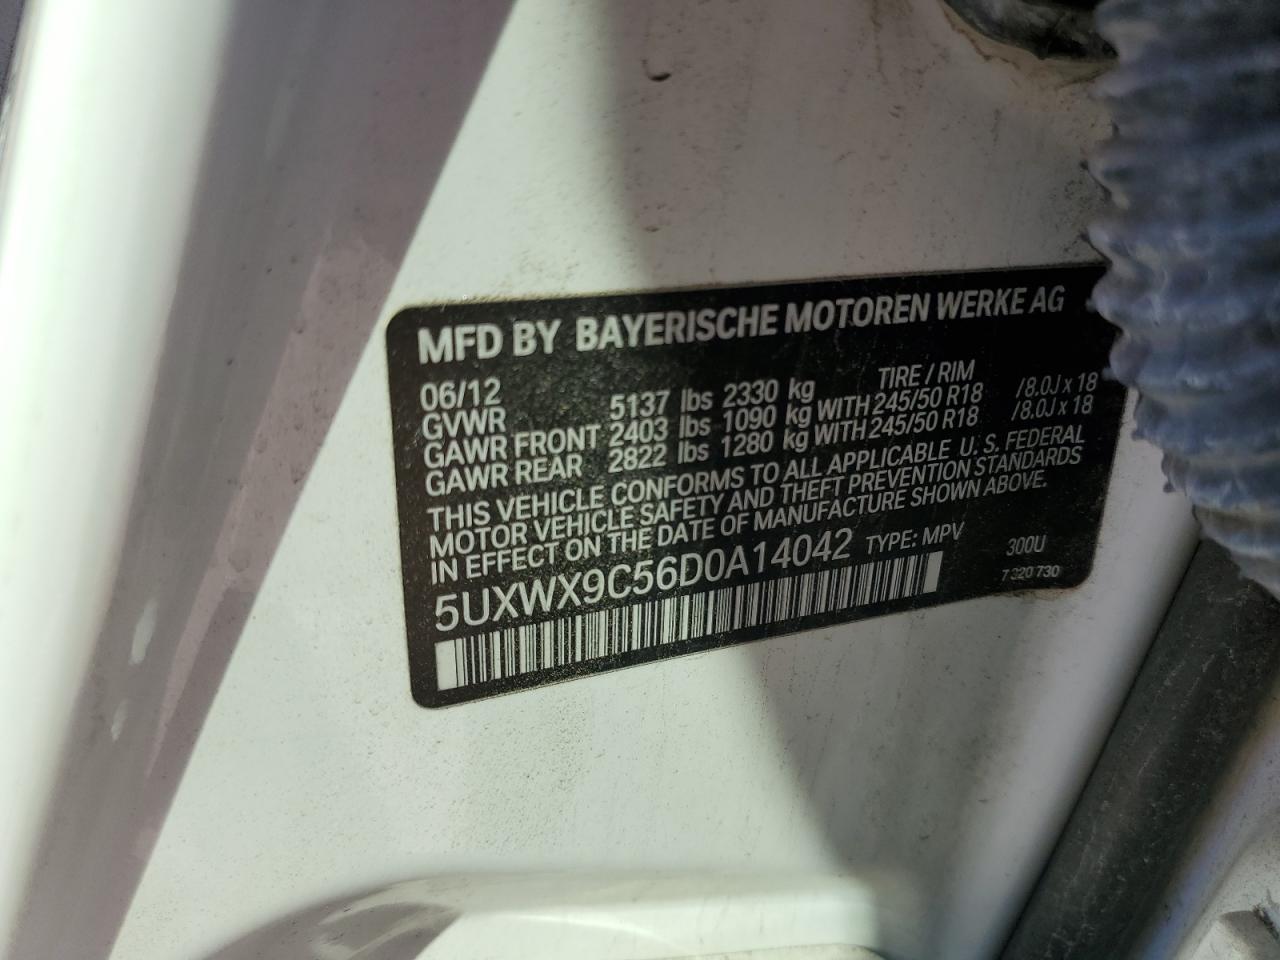 MFD BY BAYERISCHE MOTOREN WERKE AG
06/12 TIRE / RIM
GVWR 5137 lbs 2330 kg
GAWR FRONT 2403 lbs 1090 kg WITH 245/50 R18 /8.0J x 18
GAWR REAR 2822 lbs 1280 kg WITH 245/50 R18 /8.0J x 18
THIS VEHICLE CONFORMS TO ALL APPLICABLE U. S. FEDERAL
MOTOR VEHICLE SAFETY AND THEFT PREVENTION STANDARDS
IN EFFECT ON THE DATE OF MANUFACTURE SHOWN ABOVE.
5UXWX9C56D0A14042 TYPE: MPV 300U
7 320 730